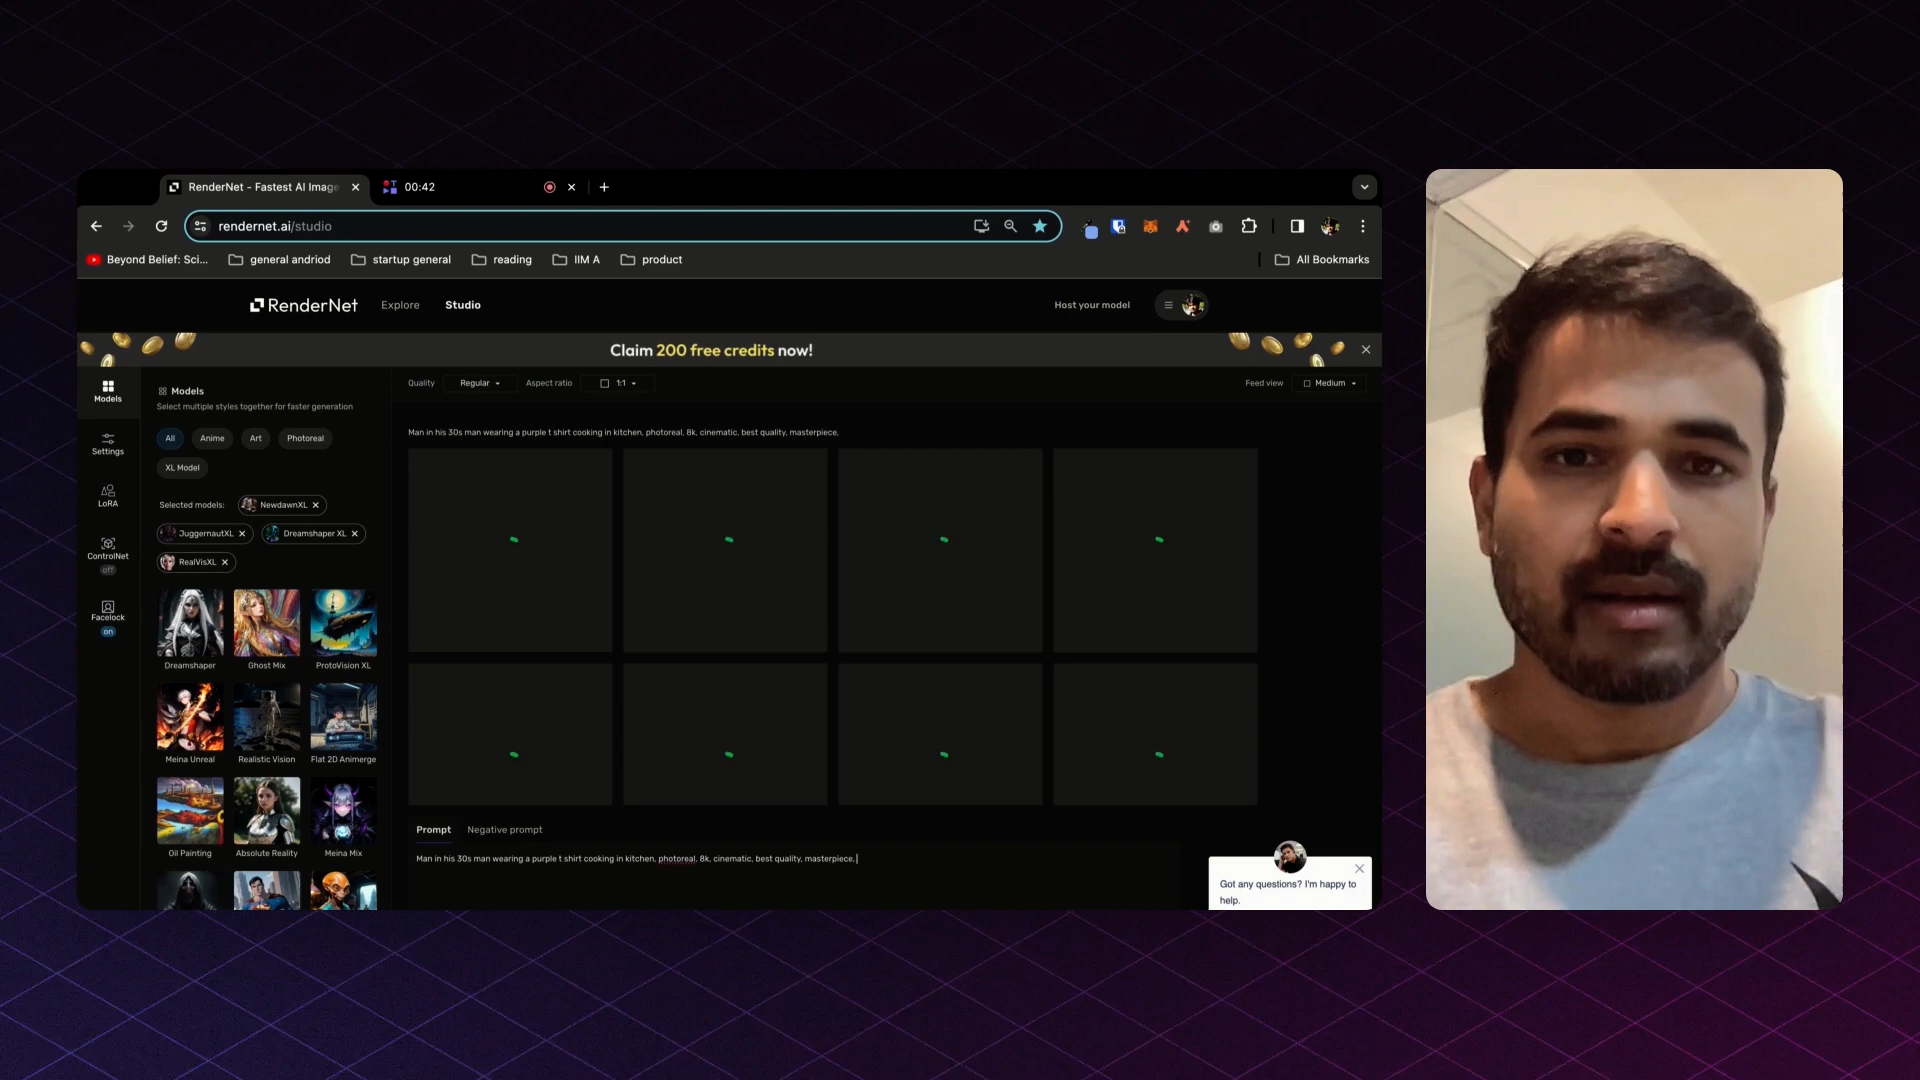 RenderNet - Fastest AI Image
00:42
rendernet.ai/studio
Beyond Belief: Sci... general andriod startup general reading IIM A product All Bookmarks
RenderNet Explore Studio Host your model
Claim 200 free credits now!
Models
Settings
LoRA
ControlNet
off
Facelock
on
Models
Select multiple styles together for faster generation
All Anime Art Photoreal
XL Model
Selected models: NewdawnXL
JuggernautXL Dreamshaper XL
RealVisXL
Dreamshaper Ghost Mix ProtoVision XL
Meina Unreal Realistic Vision Flat 2D Animerge
Oil Painting Absolute Reality Meina Mix
Quality Regular Aspect ratio 1:1 Feed view Medium
Man in his 30s man wearing a purple t shirt cooking in kitchen, photoreal, 8k, cinematic, best quality, masterpiece,
Prompt Negative prompt
Man in his 30s man wearing a purple t shirt cooking in kitchen, photoreal, 8k, cinematic, best quality, masterpiece,
Got any questions? I'm happy to
help.